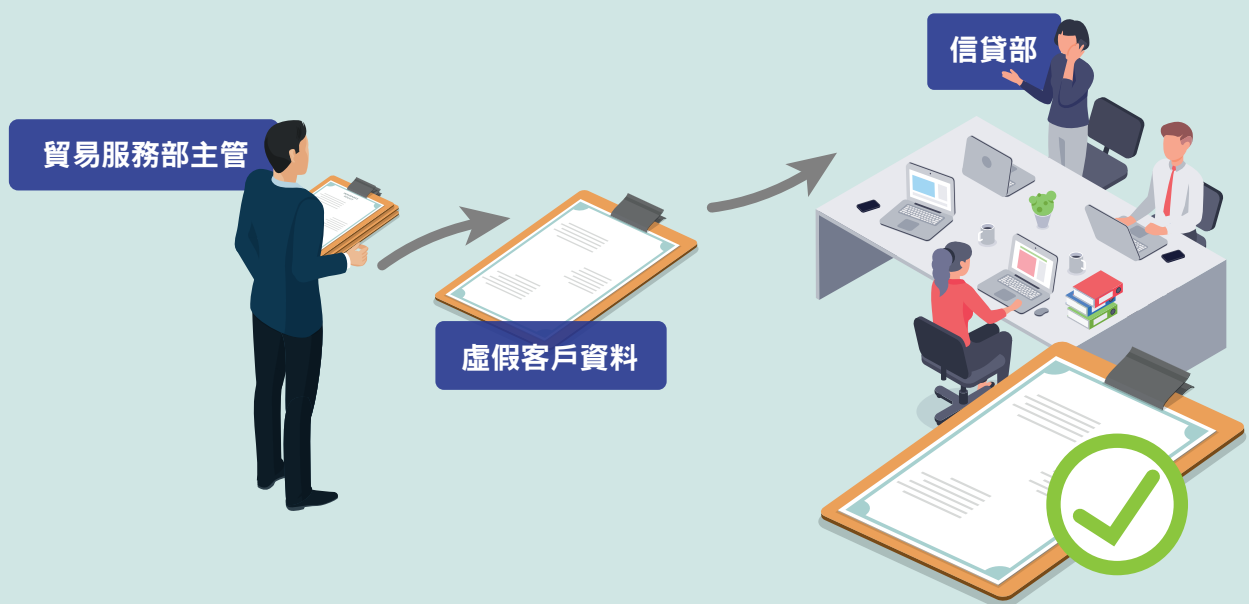 信貸部
貿易服務部主管
虛假客戶資料